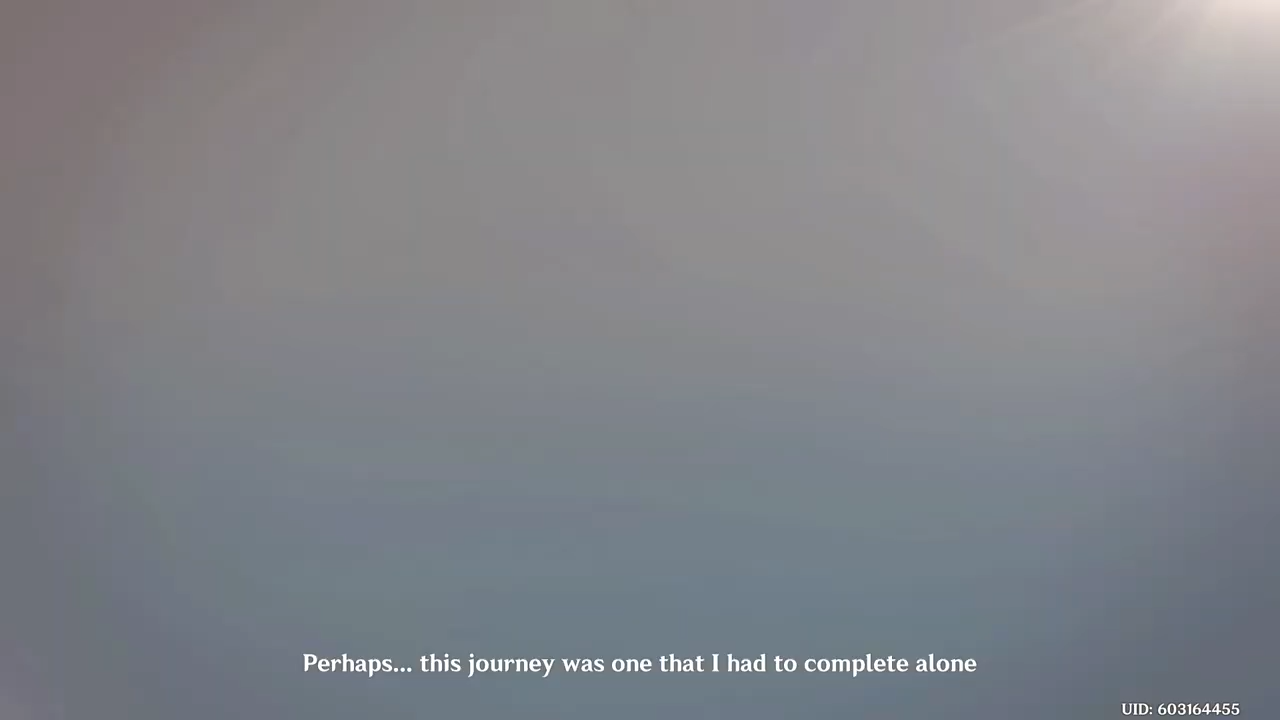 Perhaps... this journey was one that I had to complete alone
UID: 603164455